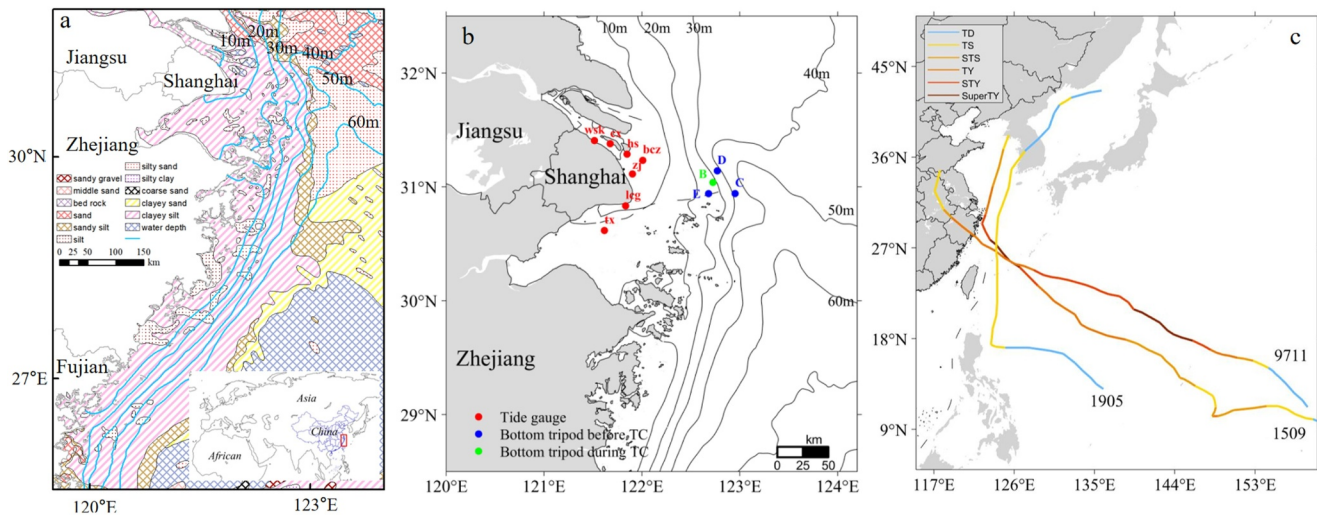 a
Jiangsu
Shanghai
Zhejiang
Fujian
10m
20m
30m
40m
50m
60m
30°N
27°E
120°E
123°E
sandy gravel
middle sand
bed rock
sand
sandy silt
silt
silty sand
silty clay
coarse sand
clayey sand
clayey silt
water depth
0 25 50 100 150
km
Asia
China
African
b
10m
20m
30m
40m
50m
60m
Jiangsu
Shanghai
Zhejiang
wsk
cx
hs
bcz
zj
lcg
tx
D
B
C
E
Tide gauge
Bottom tripod before TC
Bottom tripod during TC
km
0 25 50
32°N
31°N
30°N
29°N
120°E
121°E
122°E
123°E
124°E
c
TD
TS
STS
TY
STY
SuperTY
45°N
36°N
27°N
18°N
9°N
117°E
126°E
135°E
144°E
153°E
9711
1905
1509